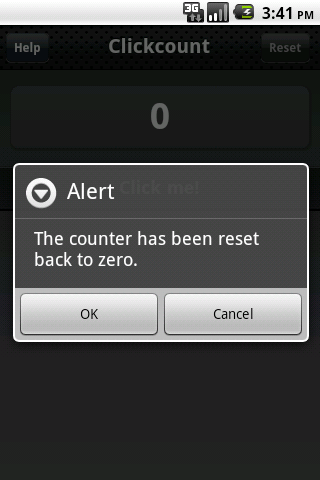 3G 3:41 PM
Help Clickcount Reset
0
Click me!
Alert
The counter has been reset
back to zero.
OK Cancel